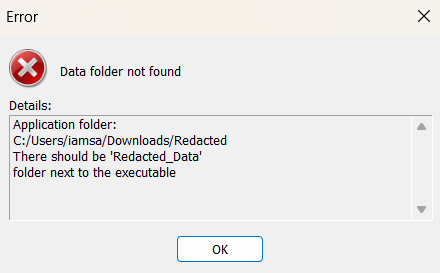 Error
Data folder not found
Details:
Application folder:
C:/Users/iamsa/Downloads/Redacted
There should be 'Redacted_Data'
folder next to the executable
OK